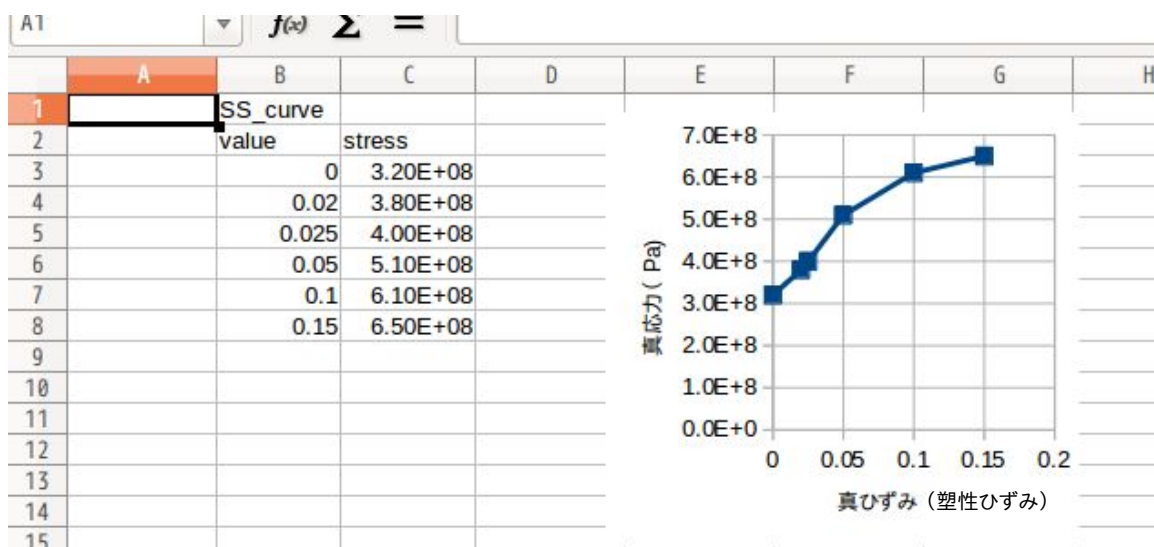 A1 f(x) Σ =
A B C D E F G H
1 SS_curve
2 value stress
3 0 3.20E+08
4 0.02 3.80E+08
5 0.025 4.00E+08
6 0.05 5.10E+08
7 0.1 6.10E+08
8 0.15 6.50E+08
9
10
11
12
13
14
15
7.0E+8
6.0E+8
5.0E+8
4.0E+8
3.0E+8
2.0E+8
1.0E+8
0.0E+0
真応力( Pa)
0 0.05 0.1 0.15 0.2
真ひずみ（塑性ひずみ）